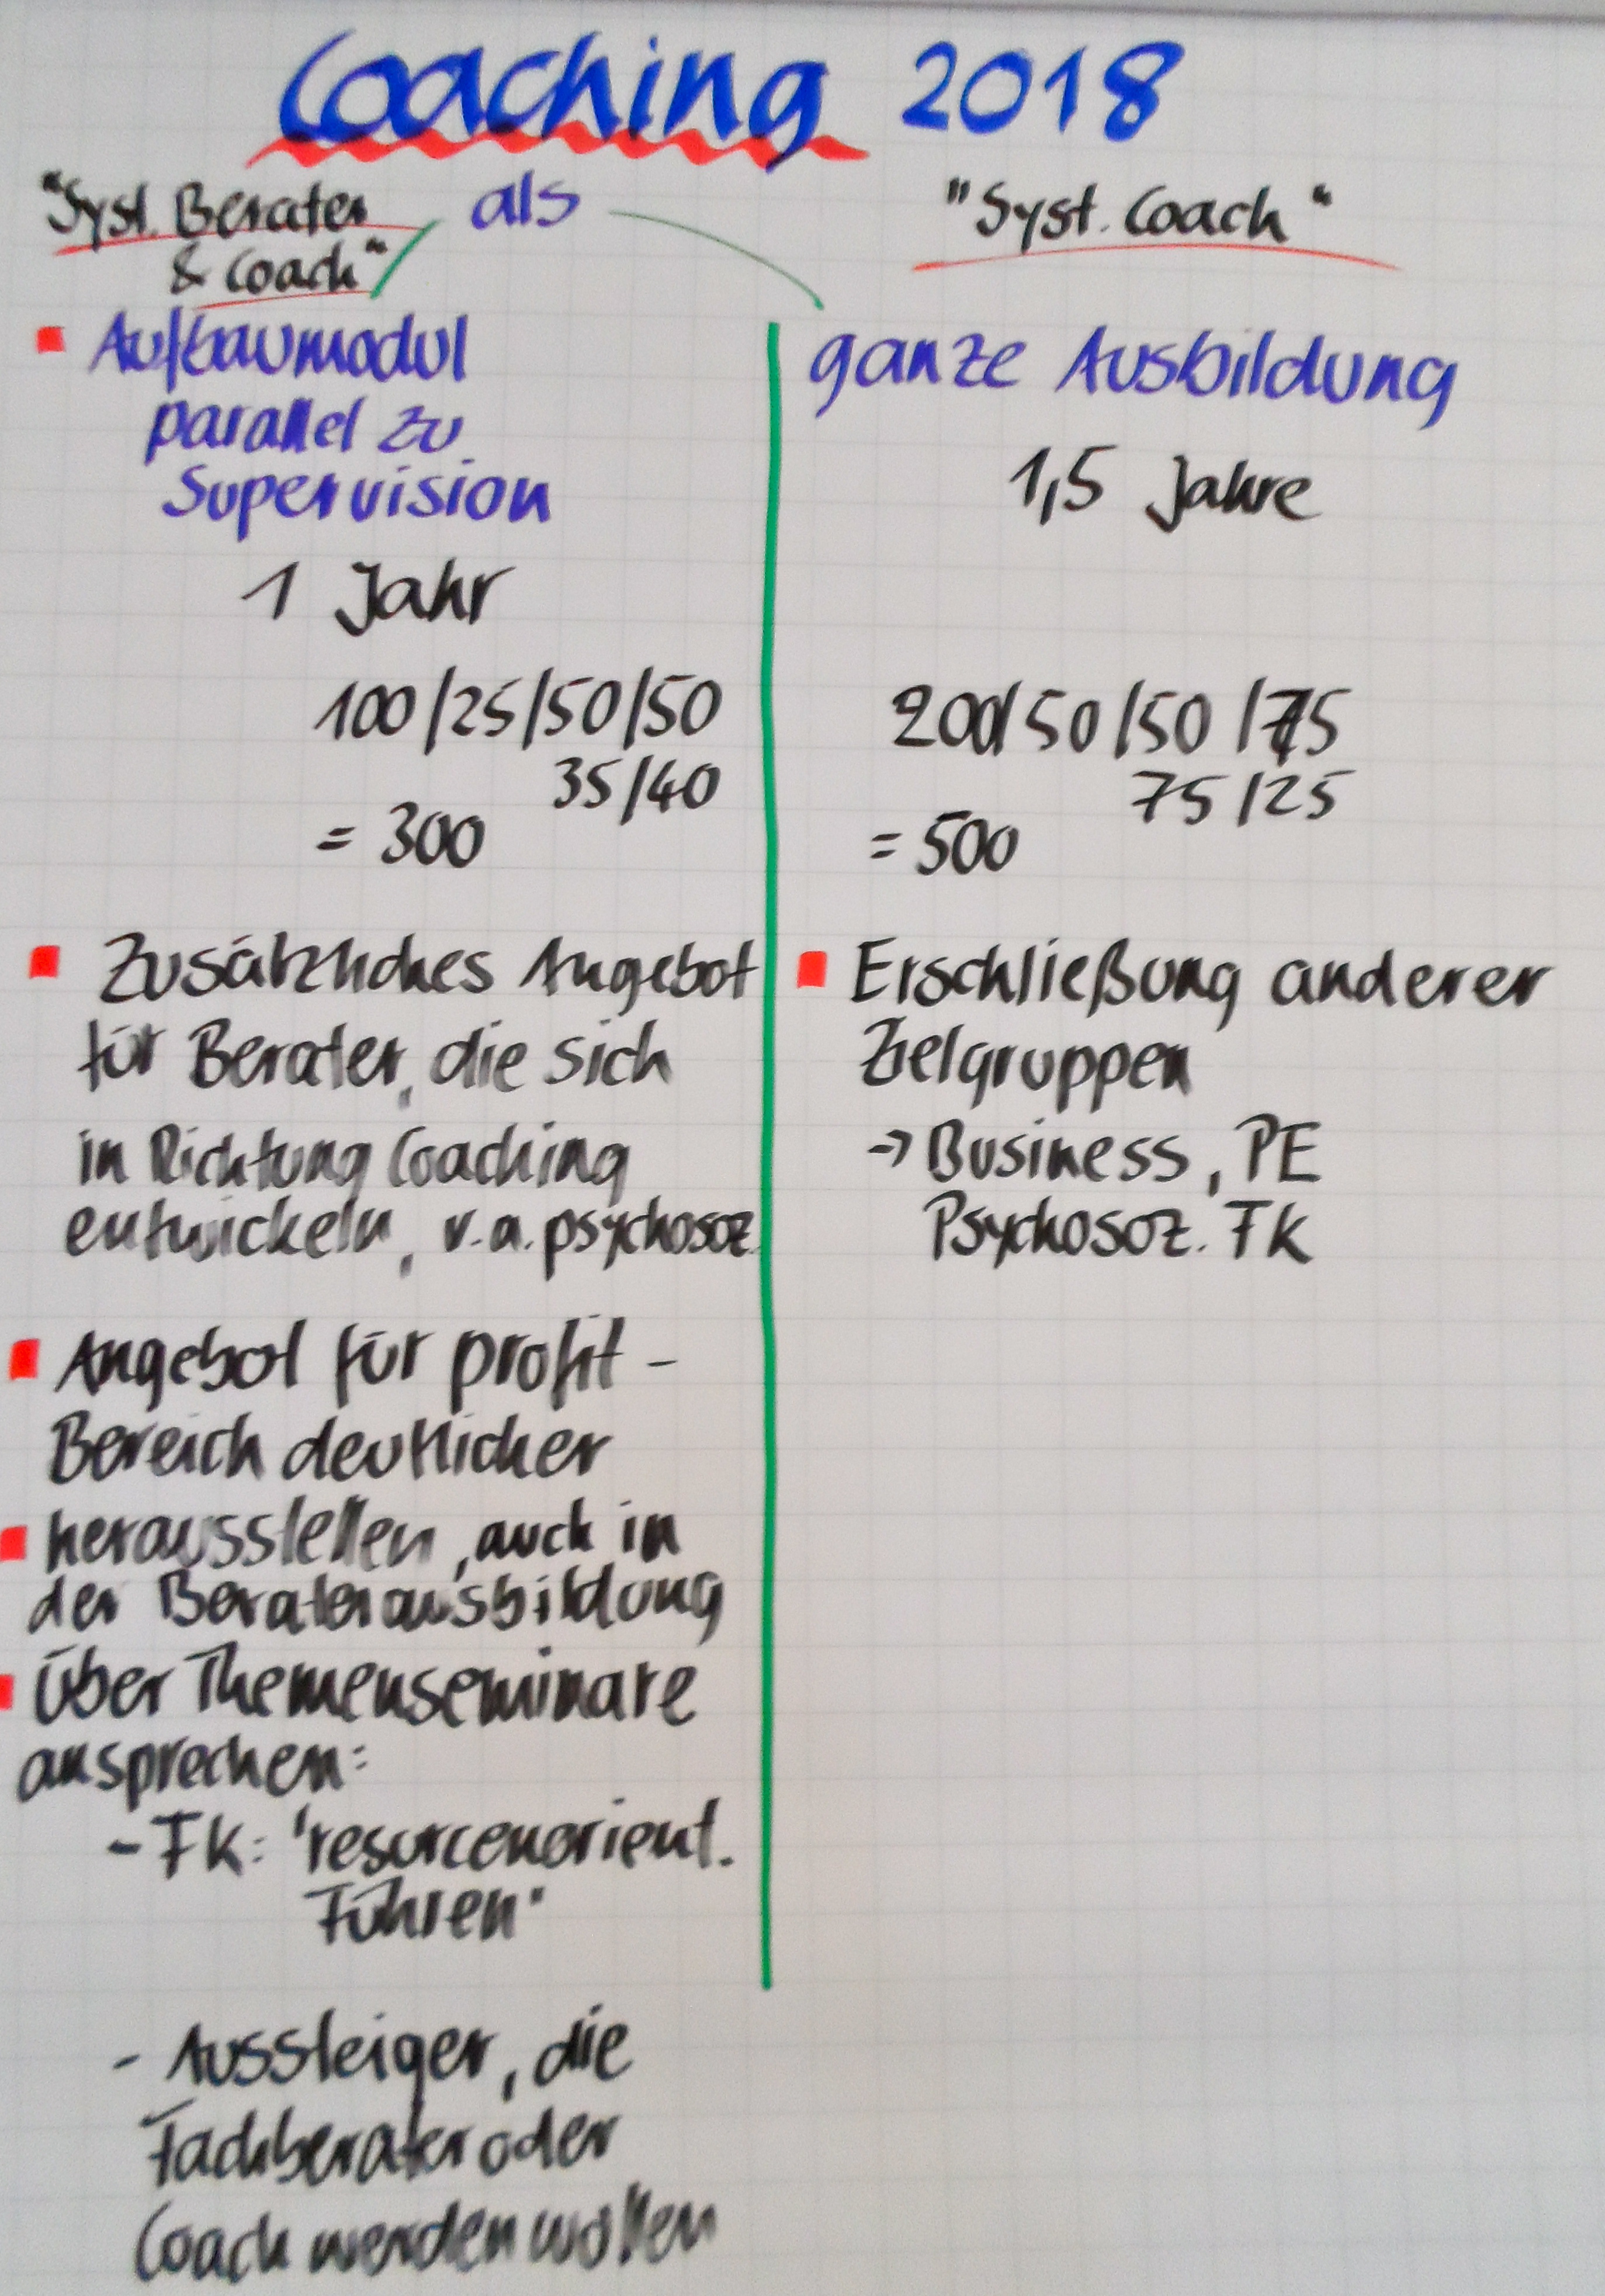 Coaching 2018
"Syst. Berater
& Coach"
als
"Syst. Coach"
Aufbaumodul
parallel zu
Supervision
1 Jahr
100/25/50/50
35/40
= 300
Zusätzliches Angebot
für Berater, die sich
in Richtung Coaching
entwickeln, v.a. psychosoz.
Angebot für profit-
Bereich deutlicher
herausstellen, auch in
der Beraterausbildung
Über Themenseminare
ansprechen:
- FK: "resourcenorient.
Führen"
- Aussteiger, die
Fachberater oder
Coach werden wollen
ganze Ausbildung
1,5 Jahre
200/50/50/75
75/25
= 500
Erschließung anderer
Zielgruppen
→ Business, PE
Psychosoz. FK